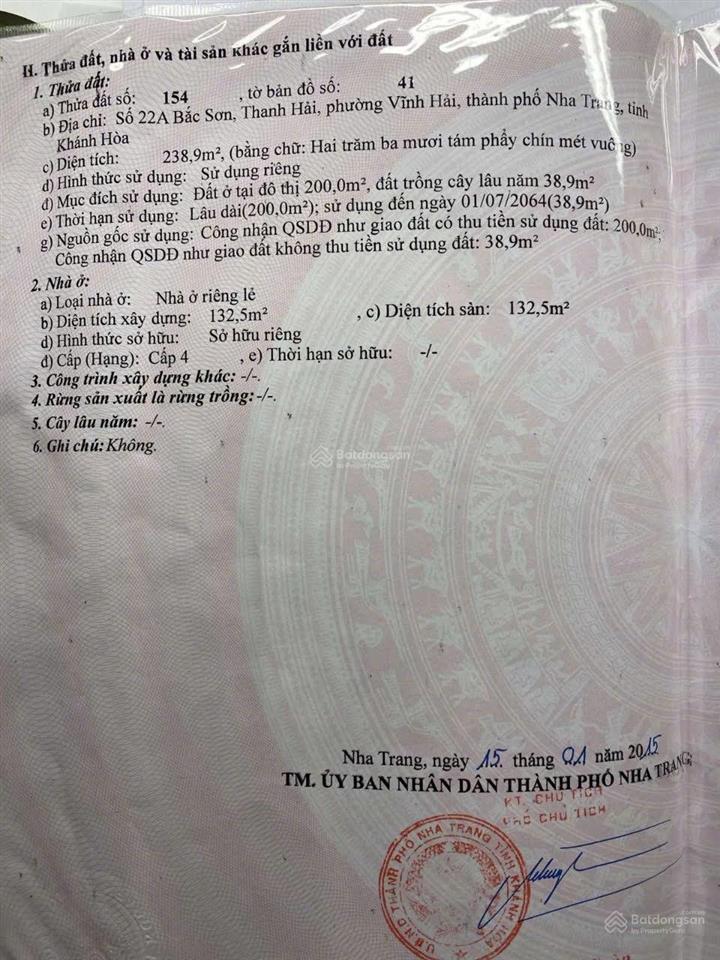 II. Thửa đất, nhà ở và tài sản khác gắn liền với đất
1. Thửa đất:
a) Thửa đất số: 154 , tờ bản đồ số: 41
b) Địa chỉ: Số 22A Bắc Sơn, Thanh Hải, phường Vĩnh Hải, thành phố Nha Trang, tỉnh
Khánh Hòa
c) Diện tích: 238,9m², (bằng chữ: Hai trăm ba mươi tám phẩy chín mét vuông)
d) Hình thức sử dụng: Sử dụng riêng
đ) Mục đích sử dụng: Đất ở tại đô thị 200,0m², đất trồng cây lâu năm 38,9m²
e) Thời hạn sử dụng: Lâu dài(200,0m²); sử dụng đến ngày 01/07/2064(38,9m²)
g) Nguồn gốc sử dụng: Công nhận QSDĐ như giao đất có thu tiền sử dụng đất: 200,0m²;
Công nhận QSDĐ như giao đất không thu tiền sử dụng đất: 38,9m²
2. Nhà ở:
a) Loại nhà ở: Nhà ở riêng lẻ
b) Diện tích xây dựng: 132,5m² , c) Diện tích sàn: 132,5m²
d) Hình thức sở hữu: Sở hữu riêng
đ) Cấp (Hạng): Cấp 4 , e) Thời hạn sở hữu: -/-
3. Công trình xây dựng khác: -/-.
4. Rừng sản xuất là rừng trồng: -/-.
5. Cây lâu năm: -/-.
6. Ghi chú: Không.
Batdongsan
by PropertyGuru
Nha Trang, ngày 15 tháng 01 năm 2015
TM. ỦY BAN NHÂN DÂN THÀNH PHỐ NHA TRANG
KT. CHỦ TỊCH
PHÓ CHỦ TỊCH
U.B.N.D THÀNH PHỐ NHA TRANG TỈNH KHÁNH HÒA
Batdongsan
by PropertyGuru